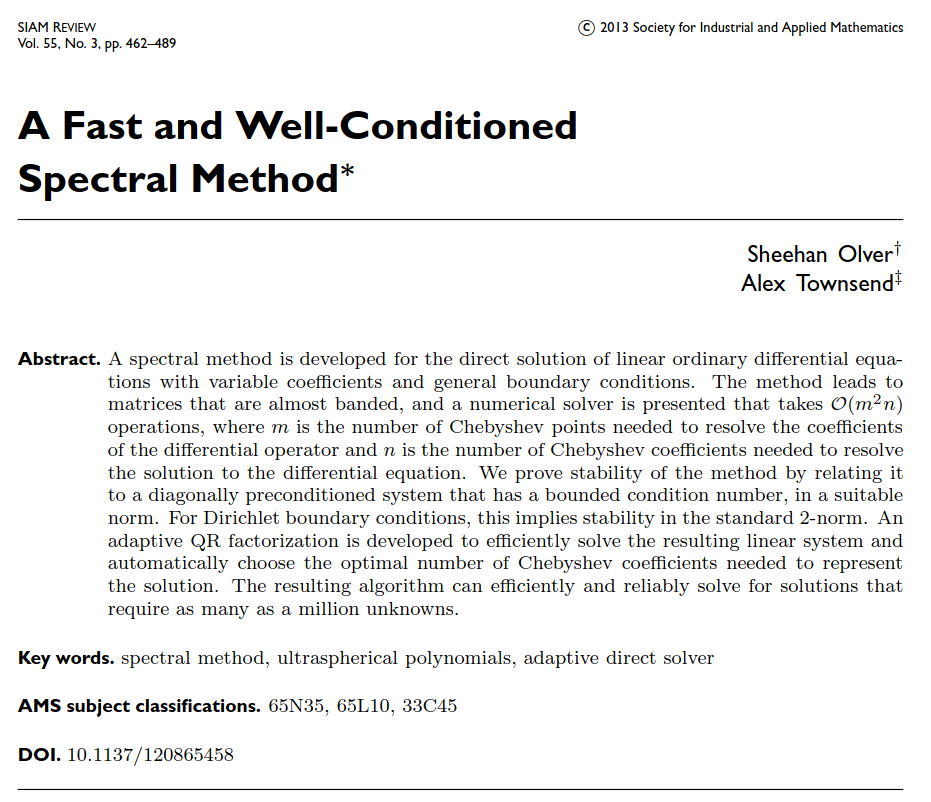 SIAM REVIEW
Vol. 55, No. 3, pp. 462–489
© 2013 Society for Industrial and Applied Mathematics
A Fast and Well-Conditioned
Spectral Method*
Sheehan Olver†
Alex Townsend‡
Abstract. A spectral method is developed for the direct solution of linear ordinary differential equa-
tions with variable coefficients and general boundary conditions. The method leads to
matrices that are almost banded, and a numerical solver is presented that takes O(m²n)
operations, where m is the number of Chebyshev points needed to resolve the coefficients
of the differential operator and n is the number of Chebyshev coefficients needed to resolve
the solution to the differential equation. We prove stability of the method by relating it
to a diagonally preconditioned system that has a bounded condition number, in a suitable
norm. For Dirichlet boundary conditions, this implies stability in the standard 2-norm. An
adaptive QR factorization is developed to efficiently solve the resulting linear system and
automatically choose the optimal number of Chebyshev coefficients needed to represent
the solution. The resulting algorithm can efficiently and reliably solve for solutions that
require as many as a million unknowns.
Key words. spectral method, ultraspherical polynomials, adaptive direct solver
AMS subject classifications. 65N35, 65L10, 33C45
DOI. 10.1137/120865458